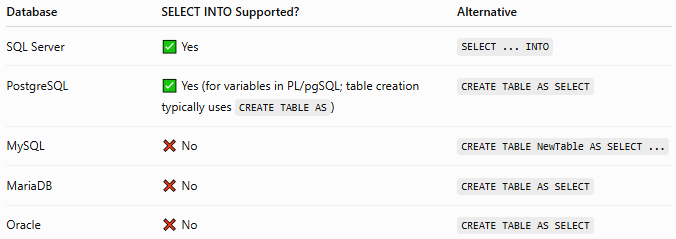 Database SELECT INTO Supported? Alternative
SQL Server ✅ Yes SELECT ... INTO
PostgreSQL ✅ Yes (for variables in PL/pgSQL; table creation CREATE TABLE AS SELECT
typically uses CREATE TABLE AS)
MySQL ❌ No CREATE TABLE NewTable AS SELECT ...
MariaDB ❌ No CREATE TABLE AS SELECT
Oracle ❌ No CREATE TABLE AS SELECT